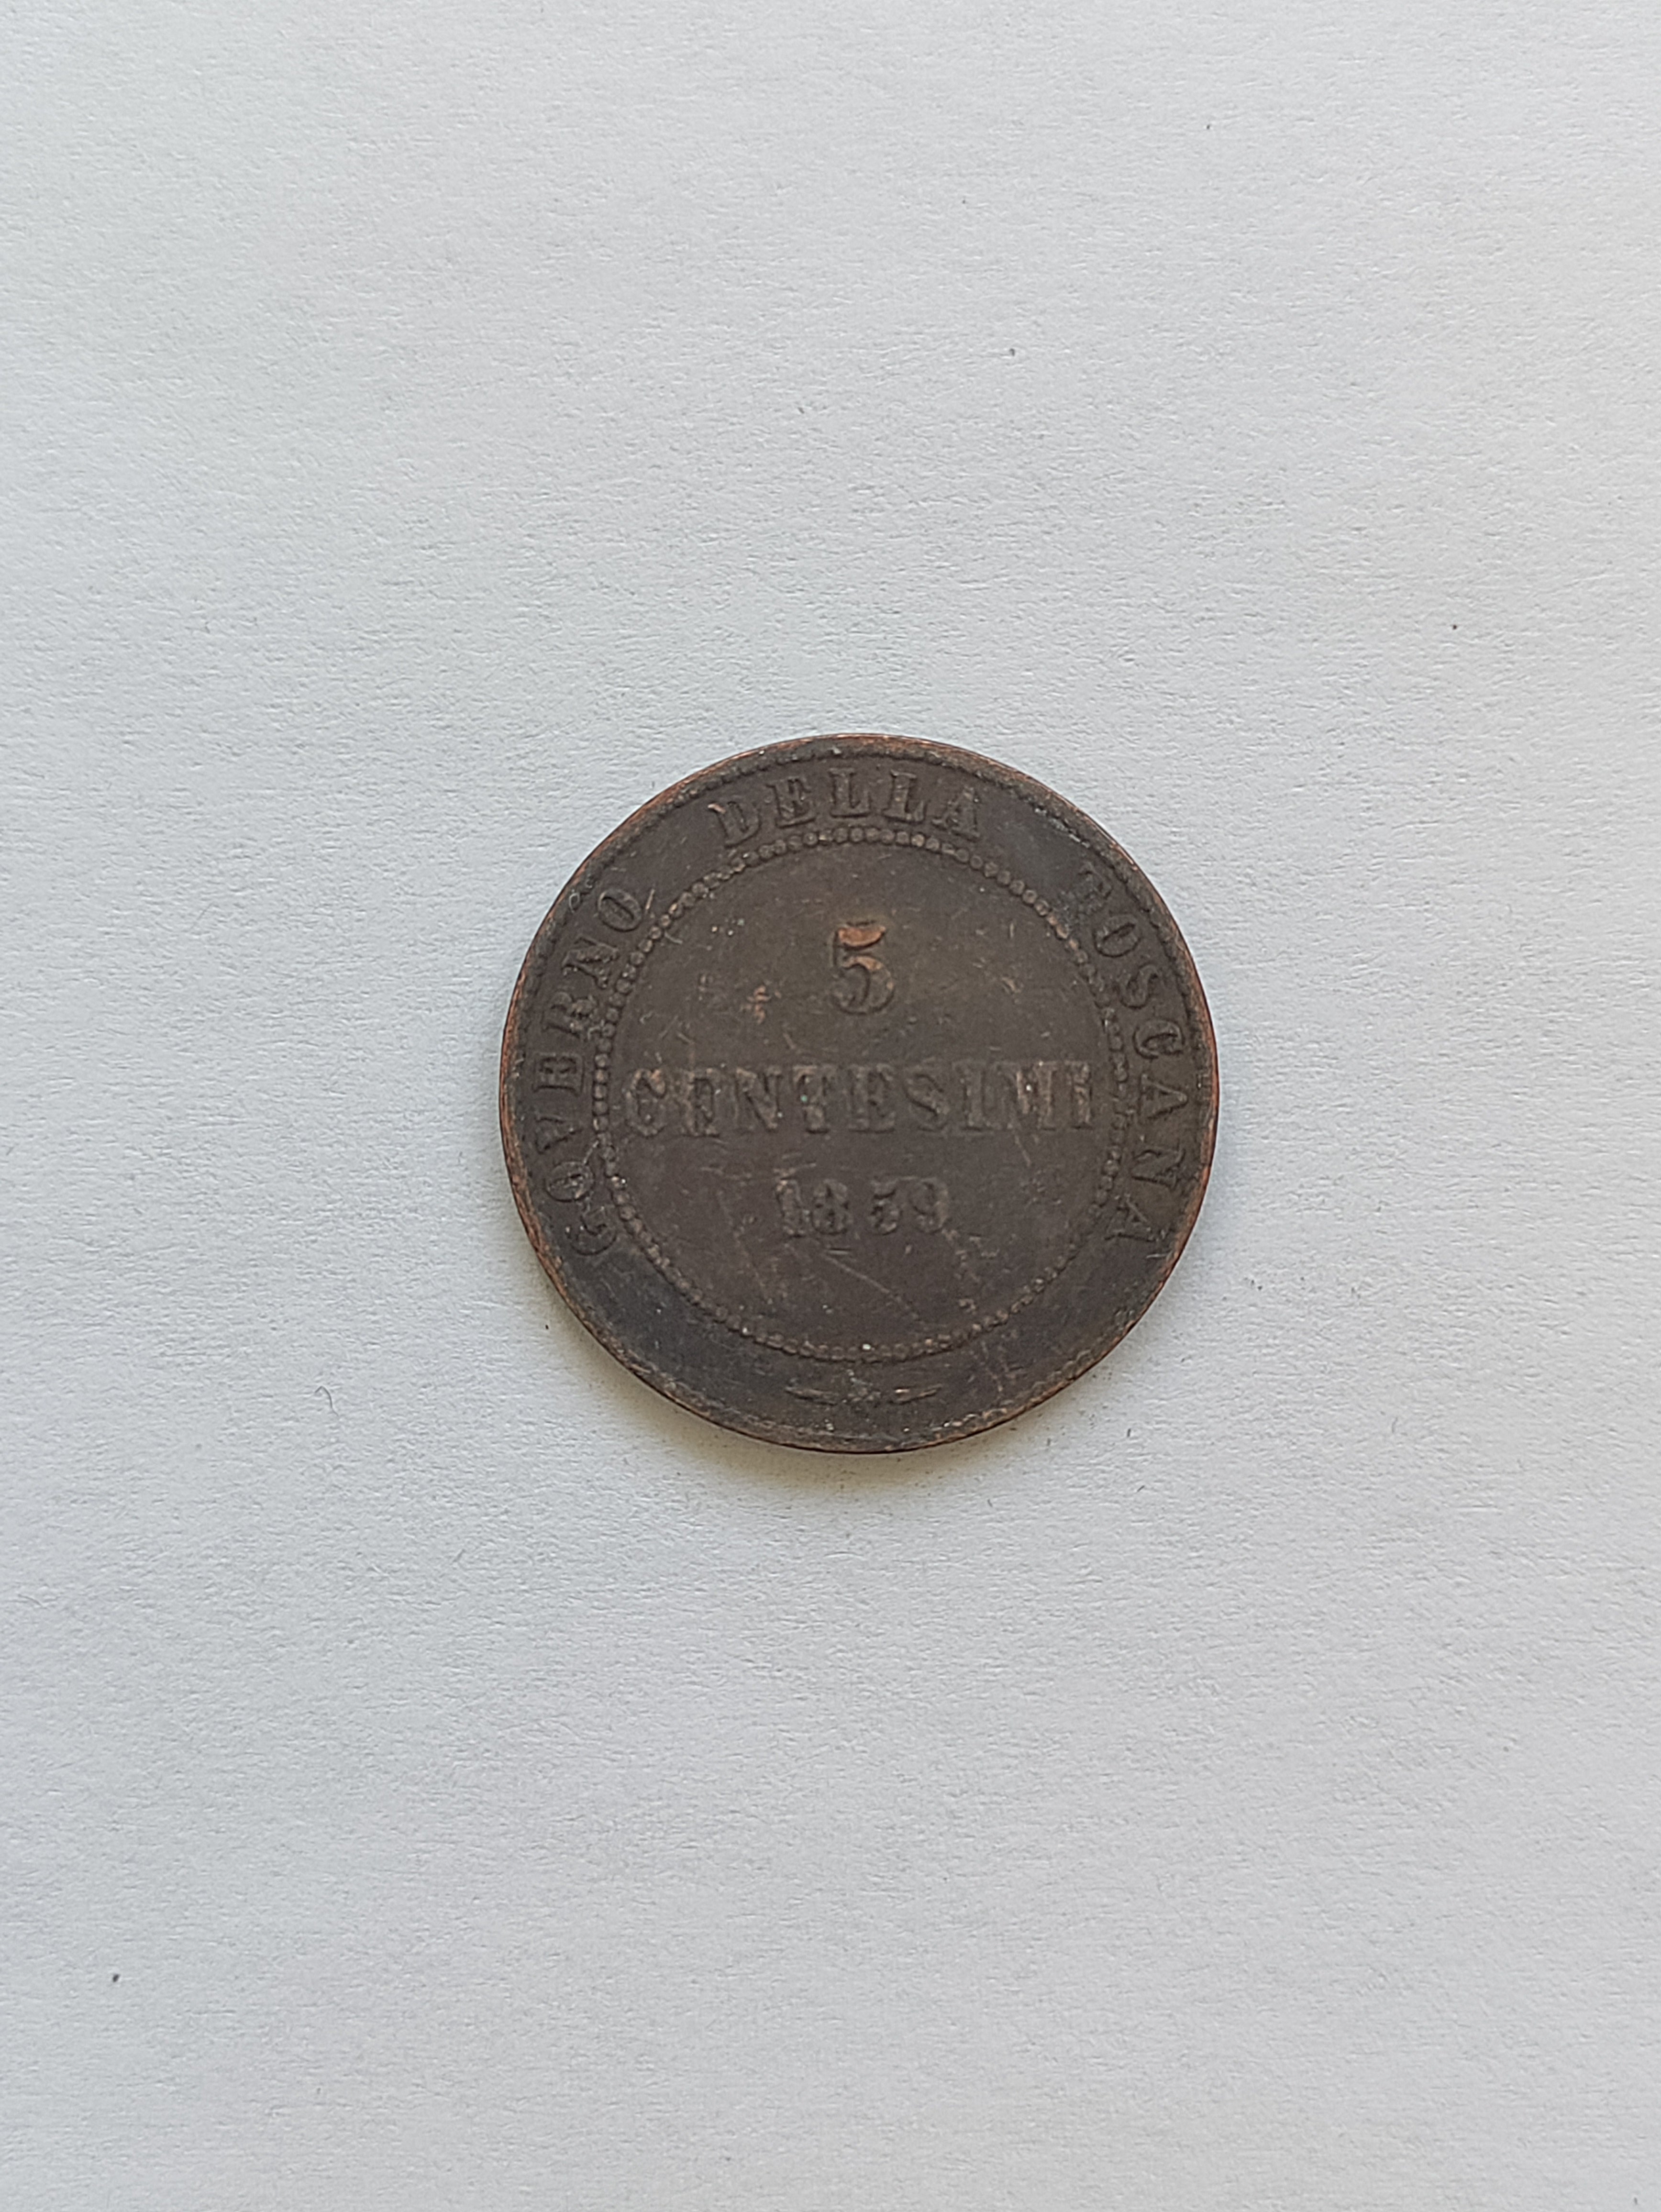 GOVERNO DELLA TOSCANA
5
CENTESIMI
1859